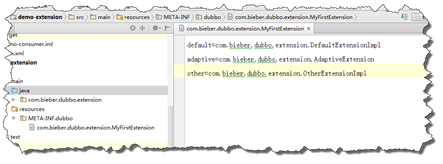 demo-extension src main resources META-INF dubbo com.bieber.dubbo.extension.MyFirstExtension
com.bieber.dubbo.extension.MyFirstExtension
get
mo-consumer.iml
.xml
extension
main
java
com.bieber.dubbo.extension
resources
META-INF.dubbo
com.bieber.dubbo.extension.MyFirstExtension
test
default=com.bieber.dubbo.extension.DefaultExtensionImpl
adaptive=com.bieber.dubbo.extension.AdaptiveExtension
other=com.bieber.dubbo.extension.OtherExtensionImpl